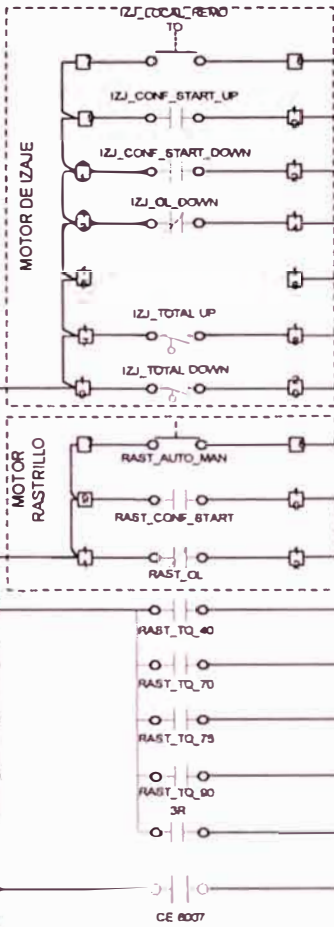 IZJ_LOCAL_REMO
TO
IZJ_CONF_START_UP
IZJ_CONF_START_DOWN
IZJ_OL_DOWN
IZJ_TOTAL UP
IZJ_TOTAL DOWN
MOTOR DE IZAJE
RAST_AUTO_MAN
RAST_CONF_START
RAST_OL
MOTOR
RASTRILLO
RAST_TQ_40
RAST_TQ_70
RAST_TQ_75
RAST_TQ_90
3R
CE 6007